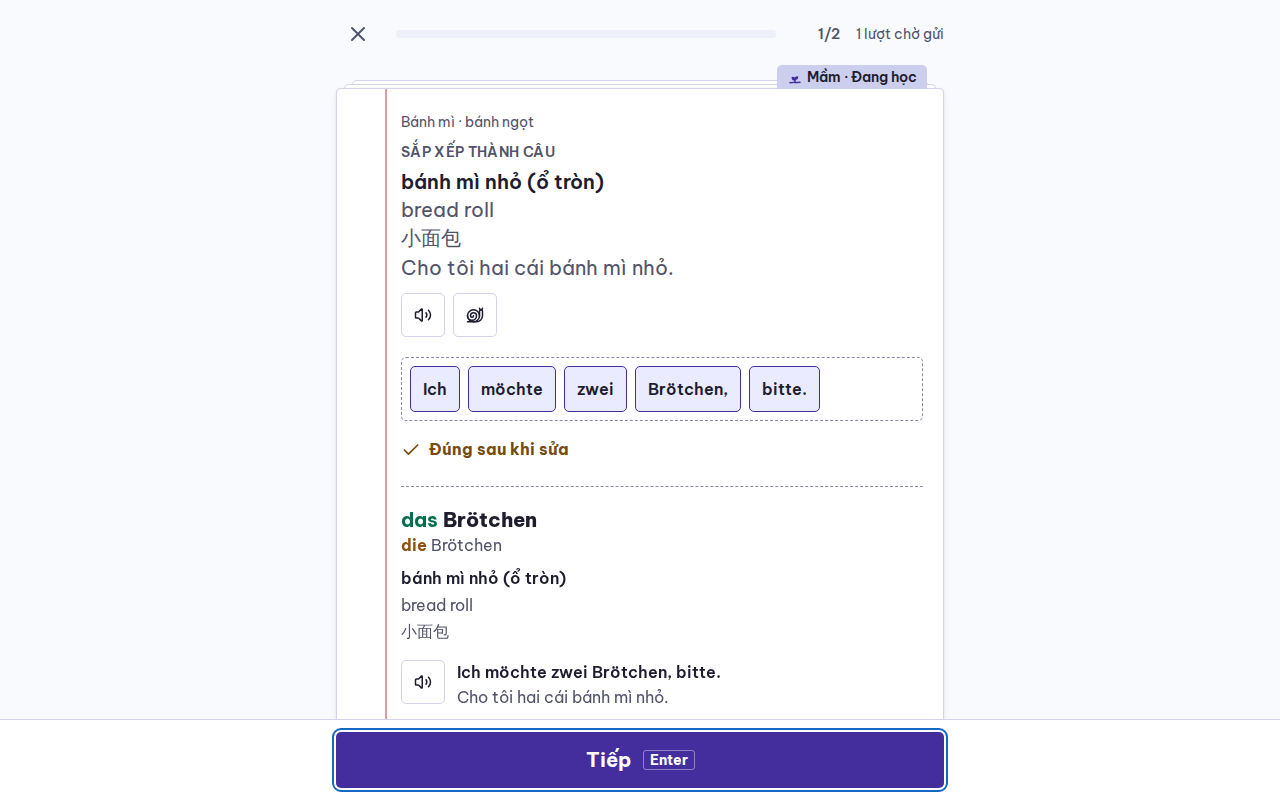 1/2 1 lượt chờ gửi
Mầm · Đang học
Bánh mì · bánh ngọt
SẮP XẾP THÀNH CÂU
bánh mì nhỏ (ổ tròn)
bread roll
小面包
Cho tôi hai cái bánh mì nhỏ.
Ich möchte zwei Brötchen, bitte.
Đúng sau khi sửa
das Brötchen
die Brötchen
bánh mì nhỏ (ổ tròn)
bread roll
小面包
Ich möchte zwei Brötchen, bitte.
Cho tôi hai cái bánh mì nhỏ.
Tiếp Enter